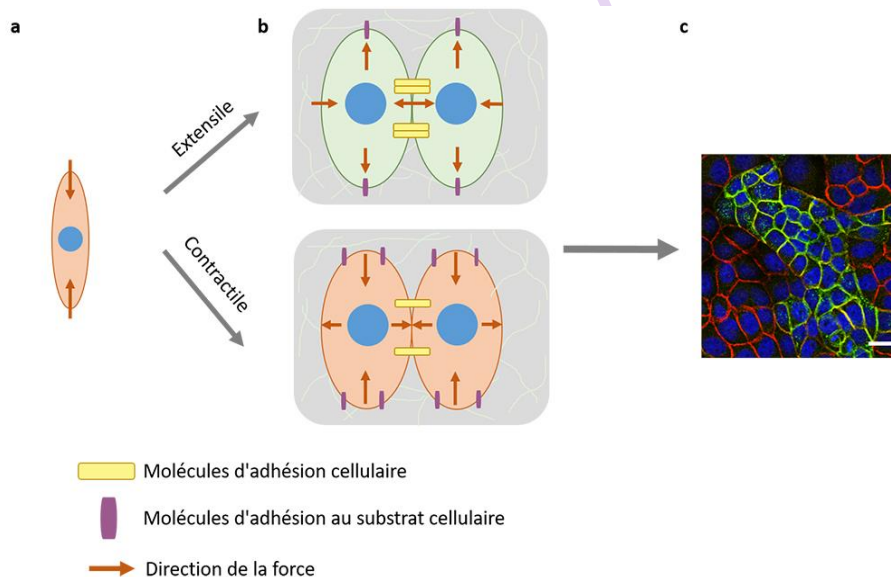 a
b
c
Extensile
Contractile
Molécules d'adhésion cellulaire
Molécules d'adhésion au substrat cellulaire
Direction de la force